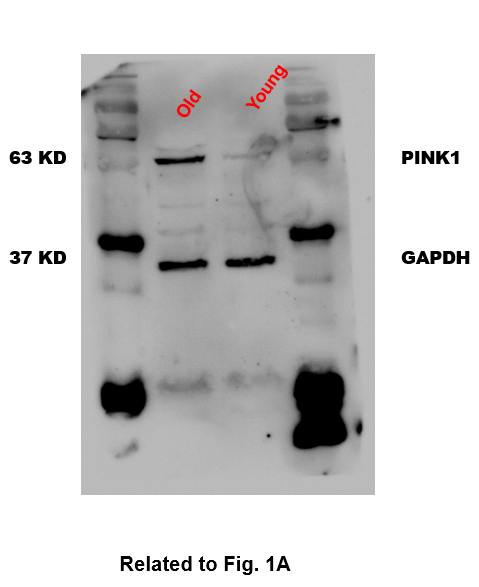 Old
Young
63 KD
PINK1
37 KD
GAPDH
Related to Fig. 1A